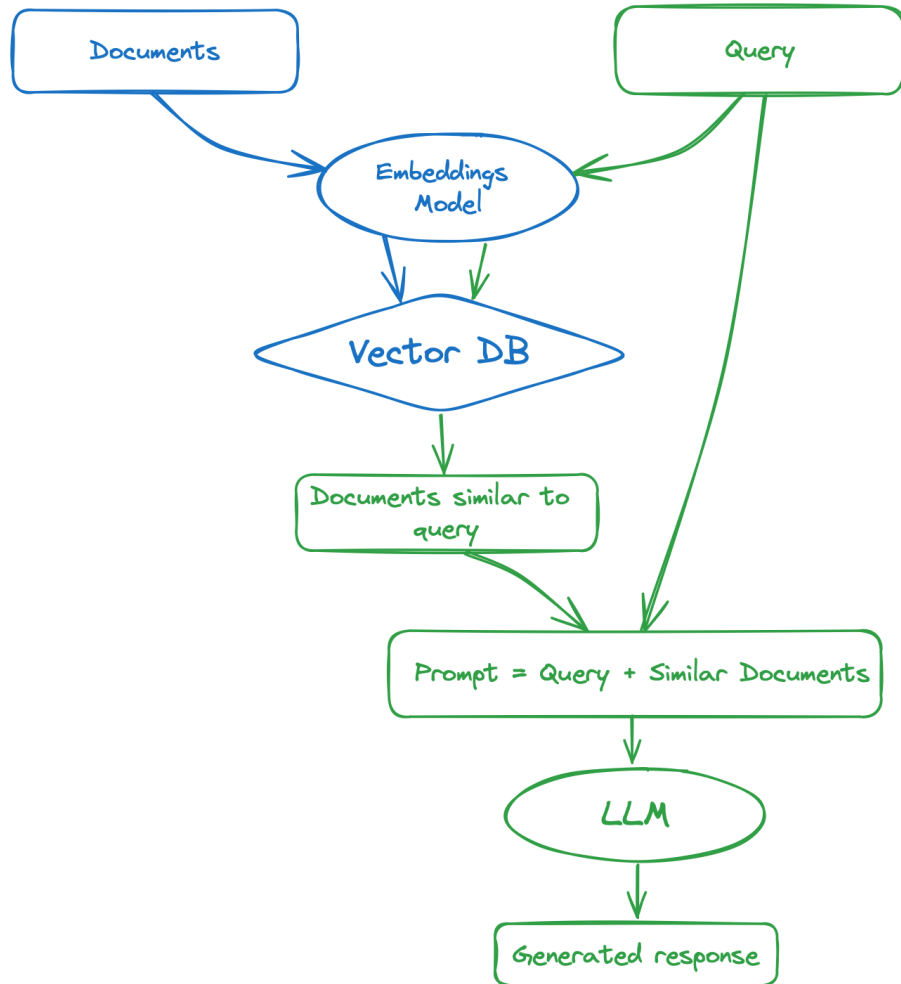 Documents
Query
Embeddings
Model
Vector DB
Documents similar to
query
Prompt = Query + Similar Documents
LLM
Generated response